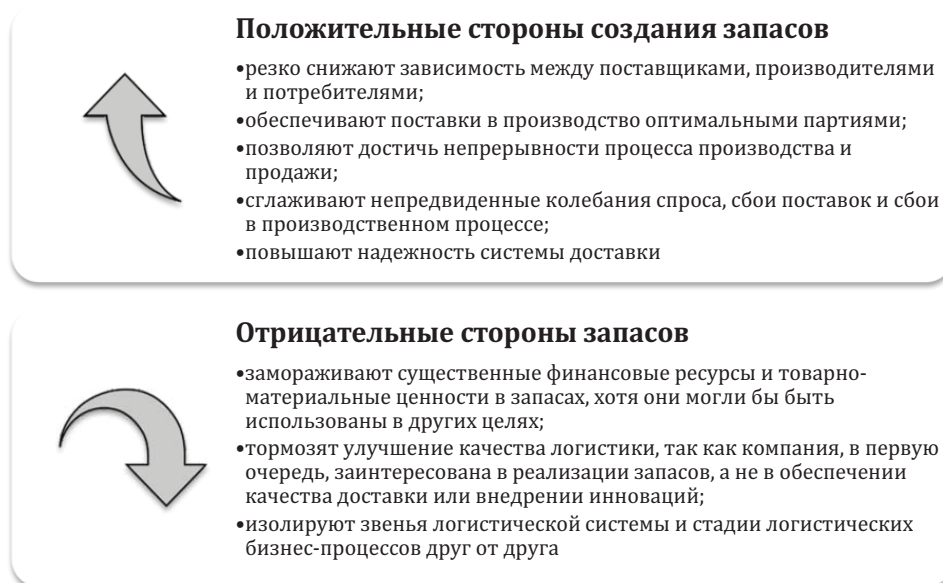 Положительные стороны создания запасов
•резко снижают зависимость между поставщиками, производителями
и потребителями;
•обеспечивают поставки в производство оптимальными партиями;
•позволяют достичь непрерывности процесса производства и
продажи;
•сглаживают непредвиденные колебания спроса, сбои поставок и сбои
в производственном процессе;
•повышают надежность системы доставки
Отрицательные стороны запасов
•замораживают существенные финансовые ресурсы и товарно-
материальные ценности в запасах, хотя они могли бы быть
использованы в других целях;
•тормозят улучшение качества логистики, так как компания, в первую
очередь, заинтересована в реализации запасов, а не в обеспечении
качества доставки или внедрении инноваций;
•изолируют звенья логистической системы и стадии логистических
бизнес-процессов друг от друга